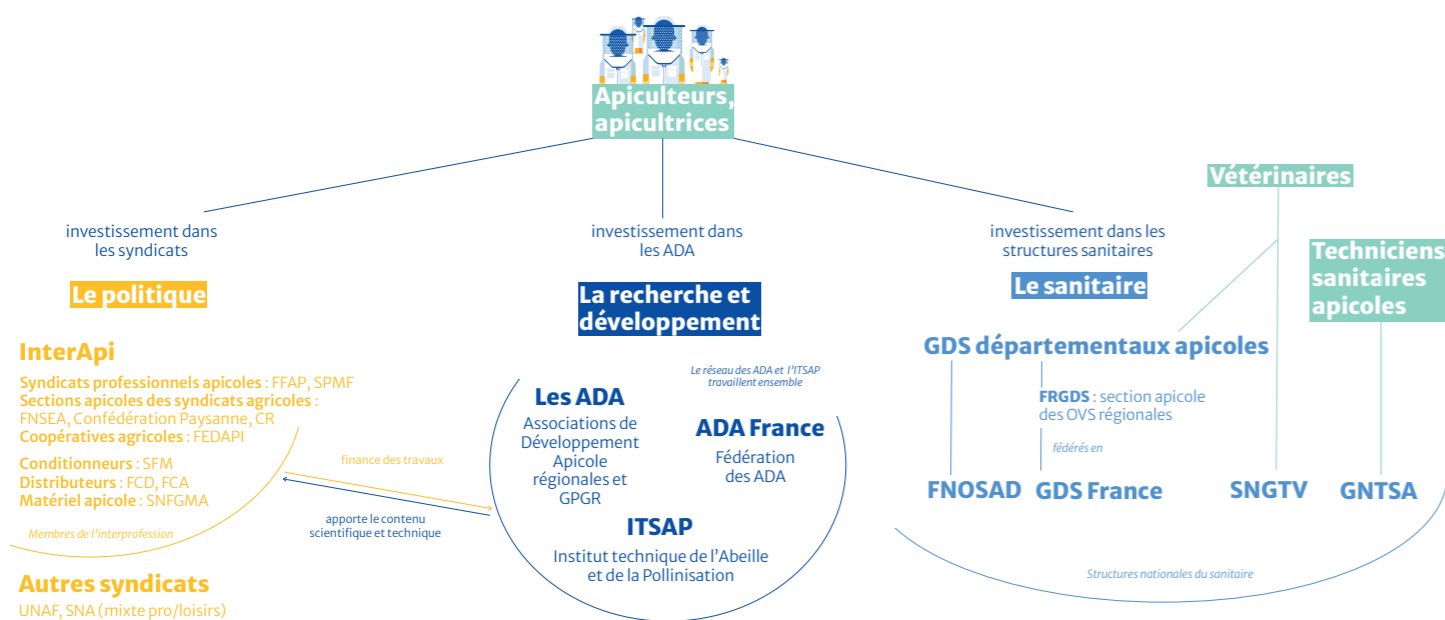 Apiculteurs,
apicultrices
investissement dans
les syndicats
Le politique
InterApi
Syndicats professionnels apicoles : FFAP, SPMF
Sections apicoles des syndicats agricoles :
FNSEA, Confédération Paysanne, CR
Coopératives agricoles : FEDAPI
Conditionneurs : SFM
Distributeurs : FCD, FCA
Matériel apicole : SNFGMA
Membres de l'interprofession
Autres syndicats
UNAF, SNA (mixte pro/loisirs)
finance des travaux
apporte le contenu
scientifique et technique
investissement dans
les ADA
La recherche et
développement
Le réseau des ADA et l'ITSAP
travaillent ensemble
Les ADA
Associations de
Développement
Apicole
régionales et
GPGR
ADA France
Fédération
des ADA
ITSAP
Institut technique de l'Abeille
et de la Pollinisation
investissement dans les
structures sanitaires
Le sanitaire
Vétérinaires
Techniciens
sanitaires
apicoles
GDS départementaux apicoles
FRGDS : section apicole
des OVS régionales
fédérés en
FNOSAD
GDS France
SNGTV
GNTSA
Structures nationales du sanitaire